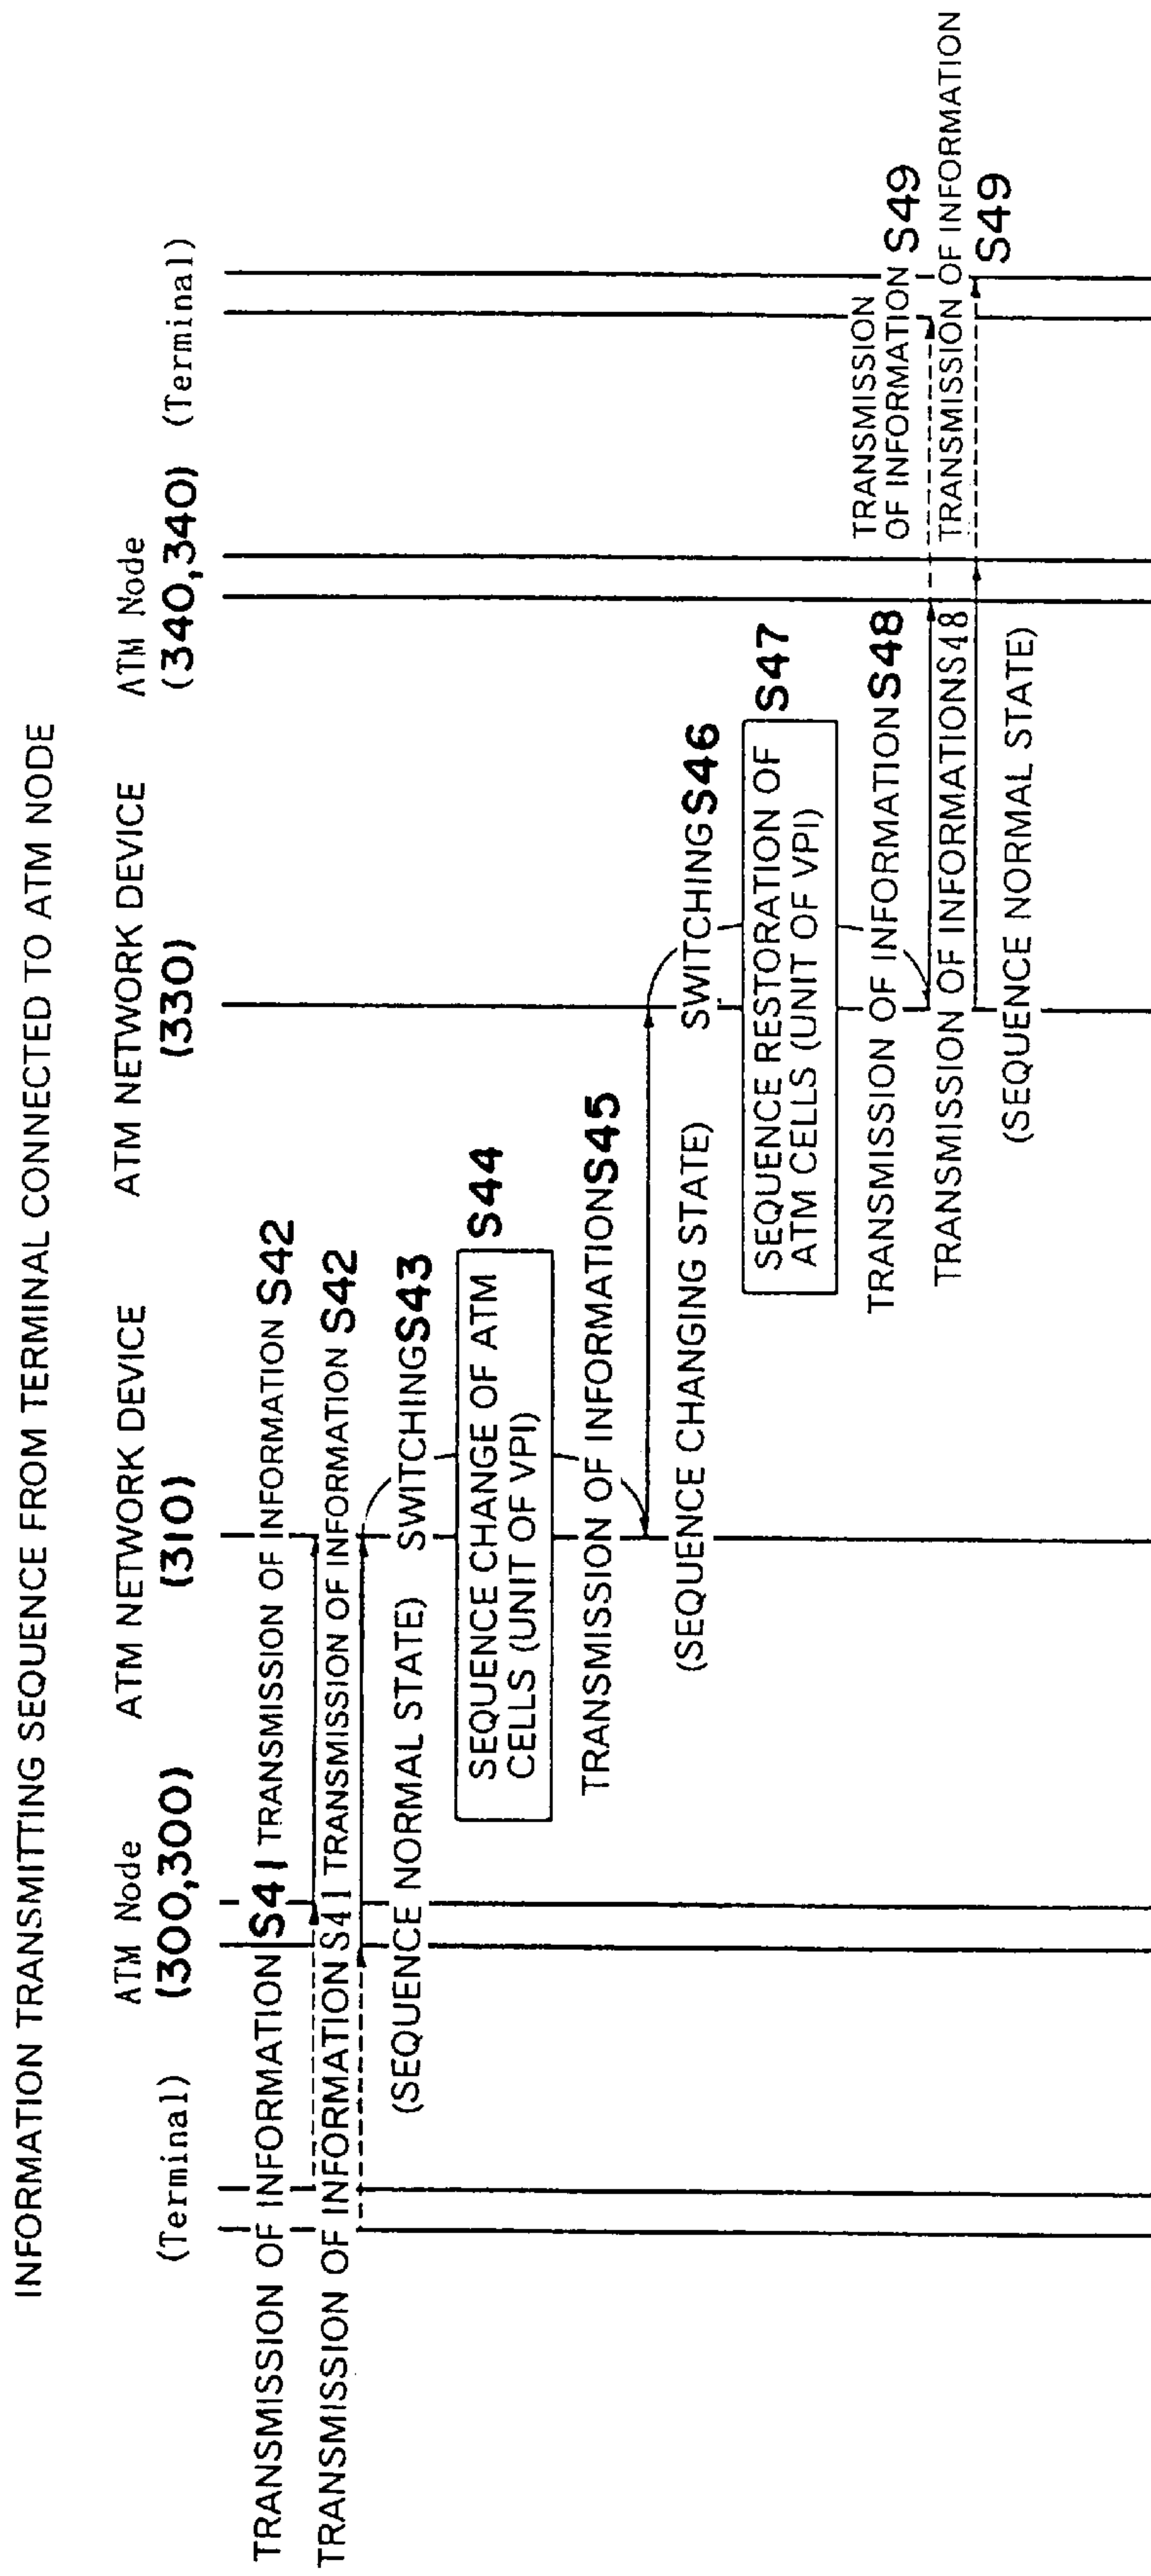 INFORMATION TRANSMITTING SEQUENCE FROM TERMINAL CONNECTED TO ATM NODE
(Terminal)
ATM Node
(300,300)
ATM NETWORK DEVICE
(310)
ATM NETWORK DEVICE
(330)
ATM Node
(340,340)
(Terminal)
TRANSMISSION OF INFORMATION S41
TRANSMISSION OF INFORMATION S42
TRANSMISSION OF INFORMATION S41
TRANSMISSION OF INFORMATION S42
(SEQUENCE NORMAL STATE)
SWITCHING S43
SEQUENCE CHANGE OF ATM
CELLS (UNIT OF VPI)
S44
TRANSMISSION OF INFORMATION S45
(SEQUENCE CHANGING STATE)
SWITCHING S46
SEQUENCE RESTORATION OF
ATM CELLS (UNIT OF VPI)
S47
TRANSMISSION OF INFORMATION S48
TRANSMISSION
OF INFORMATION S49
TRANSMISSION OF INFORMATION S48
TRANSMISSION OF INFORMATION
S49
(SEQUENCE NORMAL STATE)